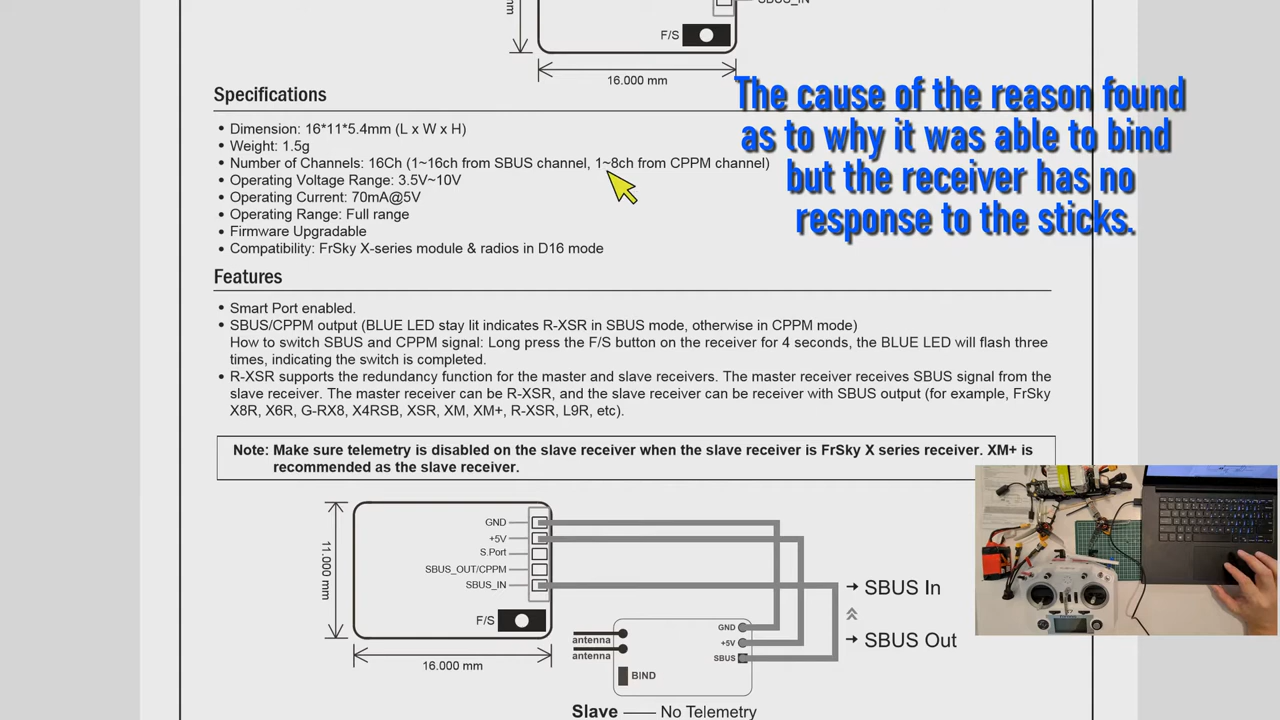 mm
SBUS_IN
F/S
16.000 mm
The cause of the reason found
as to why it was able to bind
but the receiver has no
response to the sticks.
Specifications
• Dimension: 16*11*5.4mm (L x W x H)
• Weight: 1.5g
• Number of Channels: 16Ch (1~16ch from SBUS channel, 1~8ch from CPPM channel)
• Operating Voltage Range: 3.5V~10V
• Operating Current: 70mA@5V
• Operating Range: Full range
• Firmware Upgradable
• Compatibility: FrSky X-series module & radios in D16 mode
Features
• Smart Port enabled.
• SBUS/CPPM output (BLUE LED stay lit indicates R-XSR in SBUS mode, otherwise in CPPM mode)
How to switch SBUS and CPPM signal: Long press the F/S button on the receiver for 4 seconds, the BLUE LED will flash three
times, indicating the switch is completed.
• R-XSR supports the redundancy function for the master and slave receivers. The master receiver receives SBUS signal from the
slave receiver. The master receiver can be R-XSR, and the slave receiver can be receiver with SBUS output (for example, FrSky
X8R, X6R, G-RX8, X4RSB, XSR, XM, XM+, R-XSR, L9R, etc).
Note: Make sure telemetry is disabled on the slave receiver when the slave receiver is FrSky X series receiver. XM+ is
recommended as the slave receiver.
11.000 mm
GND
+5V
S.Port
SBUS_OUT/CPPM
SBUS_IN
F/S
16.000 mm
→ SBUS In
→ SBUS Out
antenna
antenna
BIND
GND
+5V
SBUS
Slave —— No Telemetry